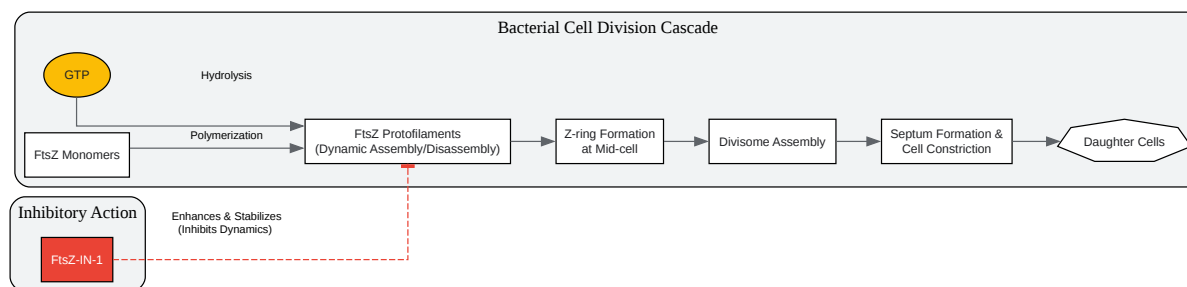 Bacterial Cell Division Cascade
GTP
Hydrolysis
Polymerization
FtsZ Monomers
FtsZ Protofilaments
(Dynamic Assembly/Disassembly)
Z-ring Formation
at Mid-cell
Divisome Assembly
Septum Formation &
Cell Constriction
Daughter Cells
Inhibitory Action
Enhances & Stabilizes
(Inhibits Dynamics)
FtsZ-IN-1